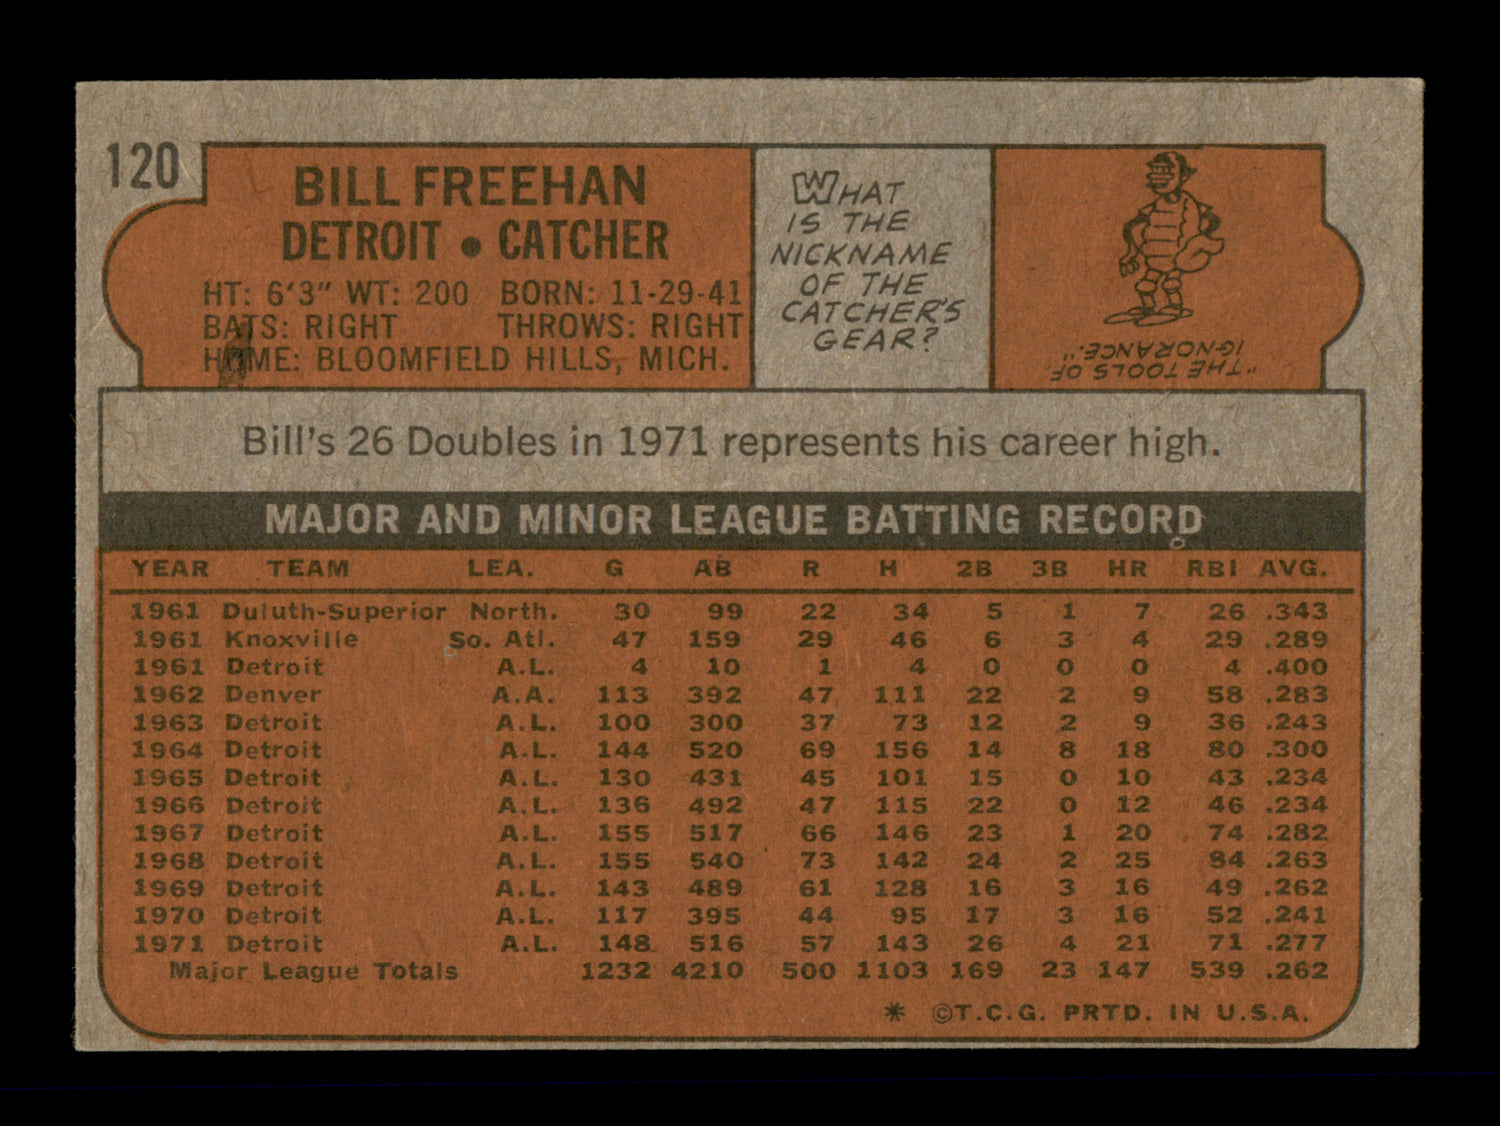 120
BILL FREEHAN
DETROIT • CATCHER
HT: 6'3" WT: 200 BORN: 11-29-41
BATS: RIGHT THROWS: RIGHT
HOME: BLOOMFIELD HILLS, MICH.
WHAT
IS THE
NICKNAME
OF THE
CATCHER'S
GEAR?
"THE TOOLS OF
IGNORANCE."
Bill's 26 Doubles in 1971 represents his career high.
MAJOR AND MINOR LEAGUE BATTING RECORD
YEAR TEAM LEA. G AB R H 2B 3B HR RBI AVG.
1961 Duluth-Superior North. 30 99 22 34 5 1 7 26 .343
1961 Knoxville So. Atl. 47 159 29 46 6 3 4 29 .289
1961 Detroit A.L. 4 10 1 4 0 0 0 4 .400
1962 Denver A.A. 113 392 47 111 22 2 9 58 .283
1963 Detroit A.L. 100 300 37 73 12 2 9 36 .243
1964 Detroit A.L. 144 520 69 156 14 8 18 80 .300
1965 Detroit A.L. 130 431 45 101 15 0 10 43 .234
1966 Detroit A.L. 136 492 47 115 22 0 12 46 .234
1967 Detroit A.L. 155 517 66 146 23 1 20 74 .282
1968 Detroit A.L. 155 540 73 142 24 2 25 84 .263
1969 Detroit A.L. 143 489 61 128 16 3 16 49 .262
1970 Detroit A.L. 117 395 44 95 17 3 16 52 .241
1971 Detroit A.L. 148 516 57 143 26 4 21 71 .277
Major League Totals 1232 4210 500 1103 169 23 147 539 .262
* ©T.C.G. PRTD. IN U.S.A.